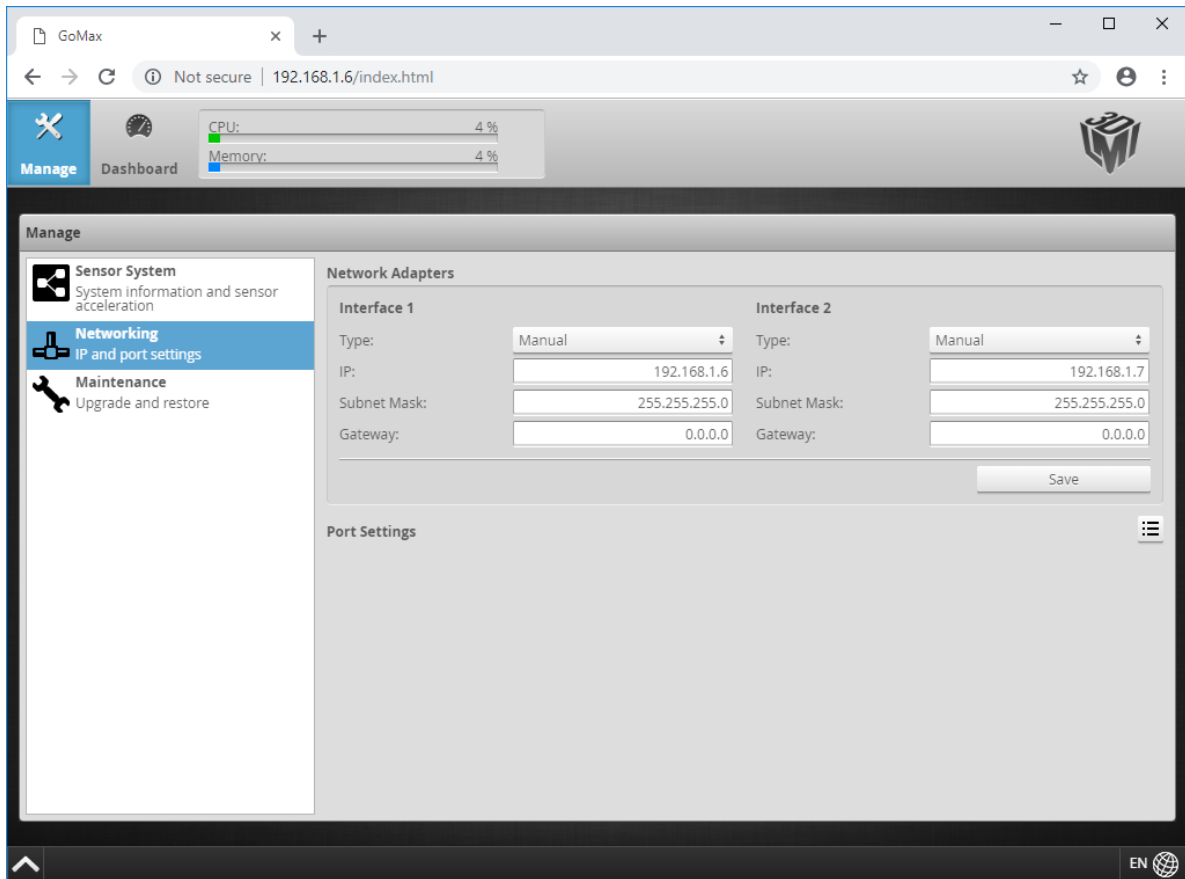 GoMax
Not secure | 192.168.1.6/index.html
Manage
Dashboard
CPU: 4 %
Memory: 4 %
Manage
Sensor System
System information and sensor
acceleration
Networking
IP and port settings
Maintenance
Upgrade and restore
Network Adapters
Interface 1
Type: Manual
IP: 192.168.1.6
Subnet Mask: 255.255.255.0
Gateway: 0.0.0.0
Interface 2
Type: Manual
IP: 192.168.1.7
Subnet Mask: 255.255.255.0
Gateway: 0.0.0.0
Save
Port Settings
EN